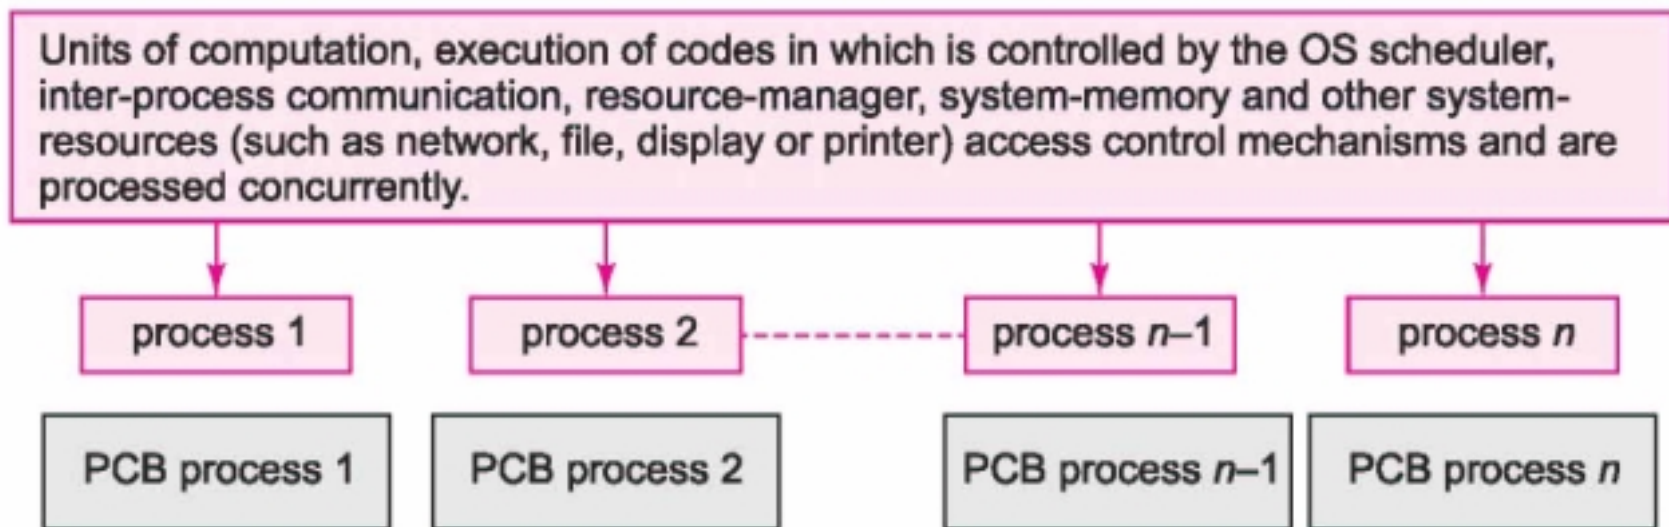 Units of computation, execution of codes in which is controlled by the OS scheduler,
inter-process communication, resource-manager, system-memory and other system-
resources (such as network, file, display or printer) access control mechanisms and are
processed concurrently.
process 1
process 2
process n–1
process n
PCB process 1
PCB process 2
PCB process n–1
PCB process n